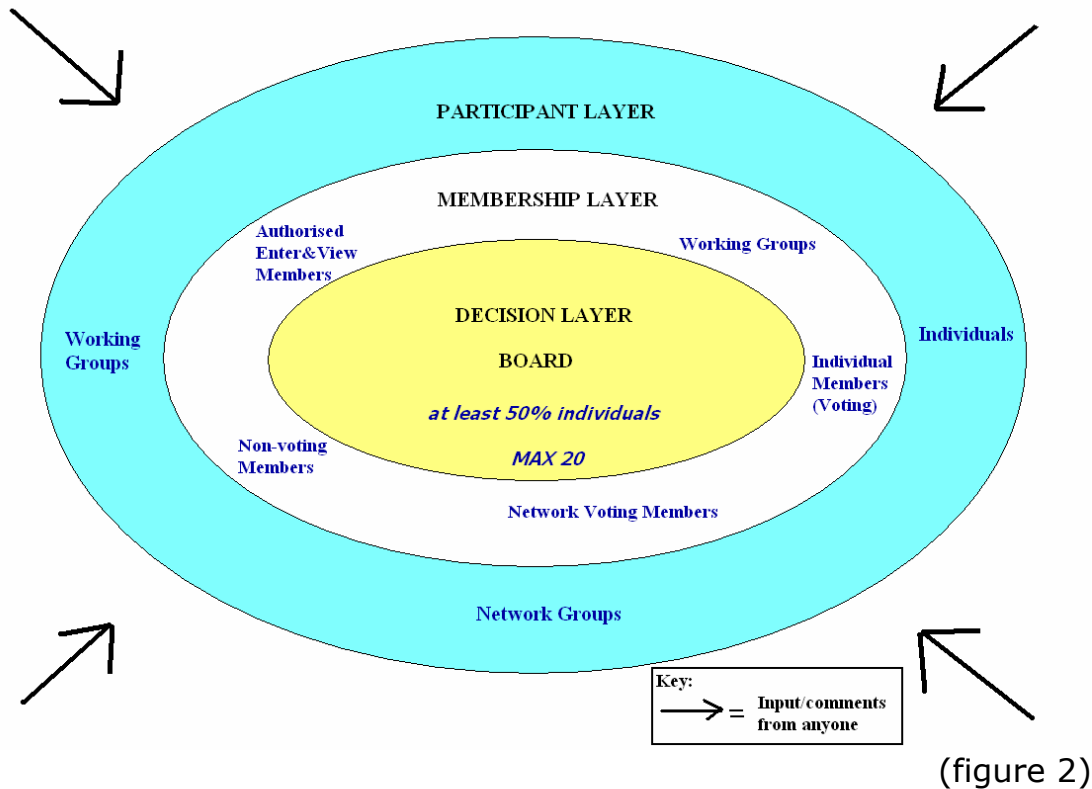 PARTICIPANT LAYER
MEMBERSHIP LAYER
Authorised
Enter&View
Members
Working Groups
DECISION LAYER
BOARD
at least 50% individuals
MAX 20
Working
Groups
Individuals
Individual
Members
(Voting)
Non-voting
Members
Network Voting Members
Network Groups
Key:
= Input/comments
from anyone
(figure 2)